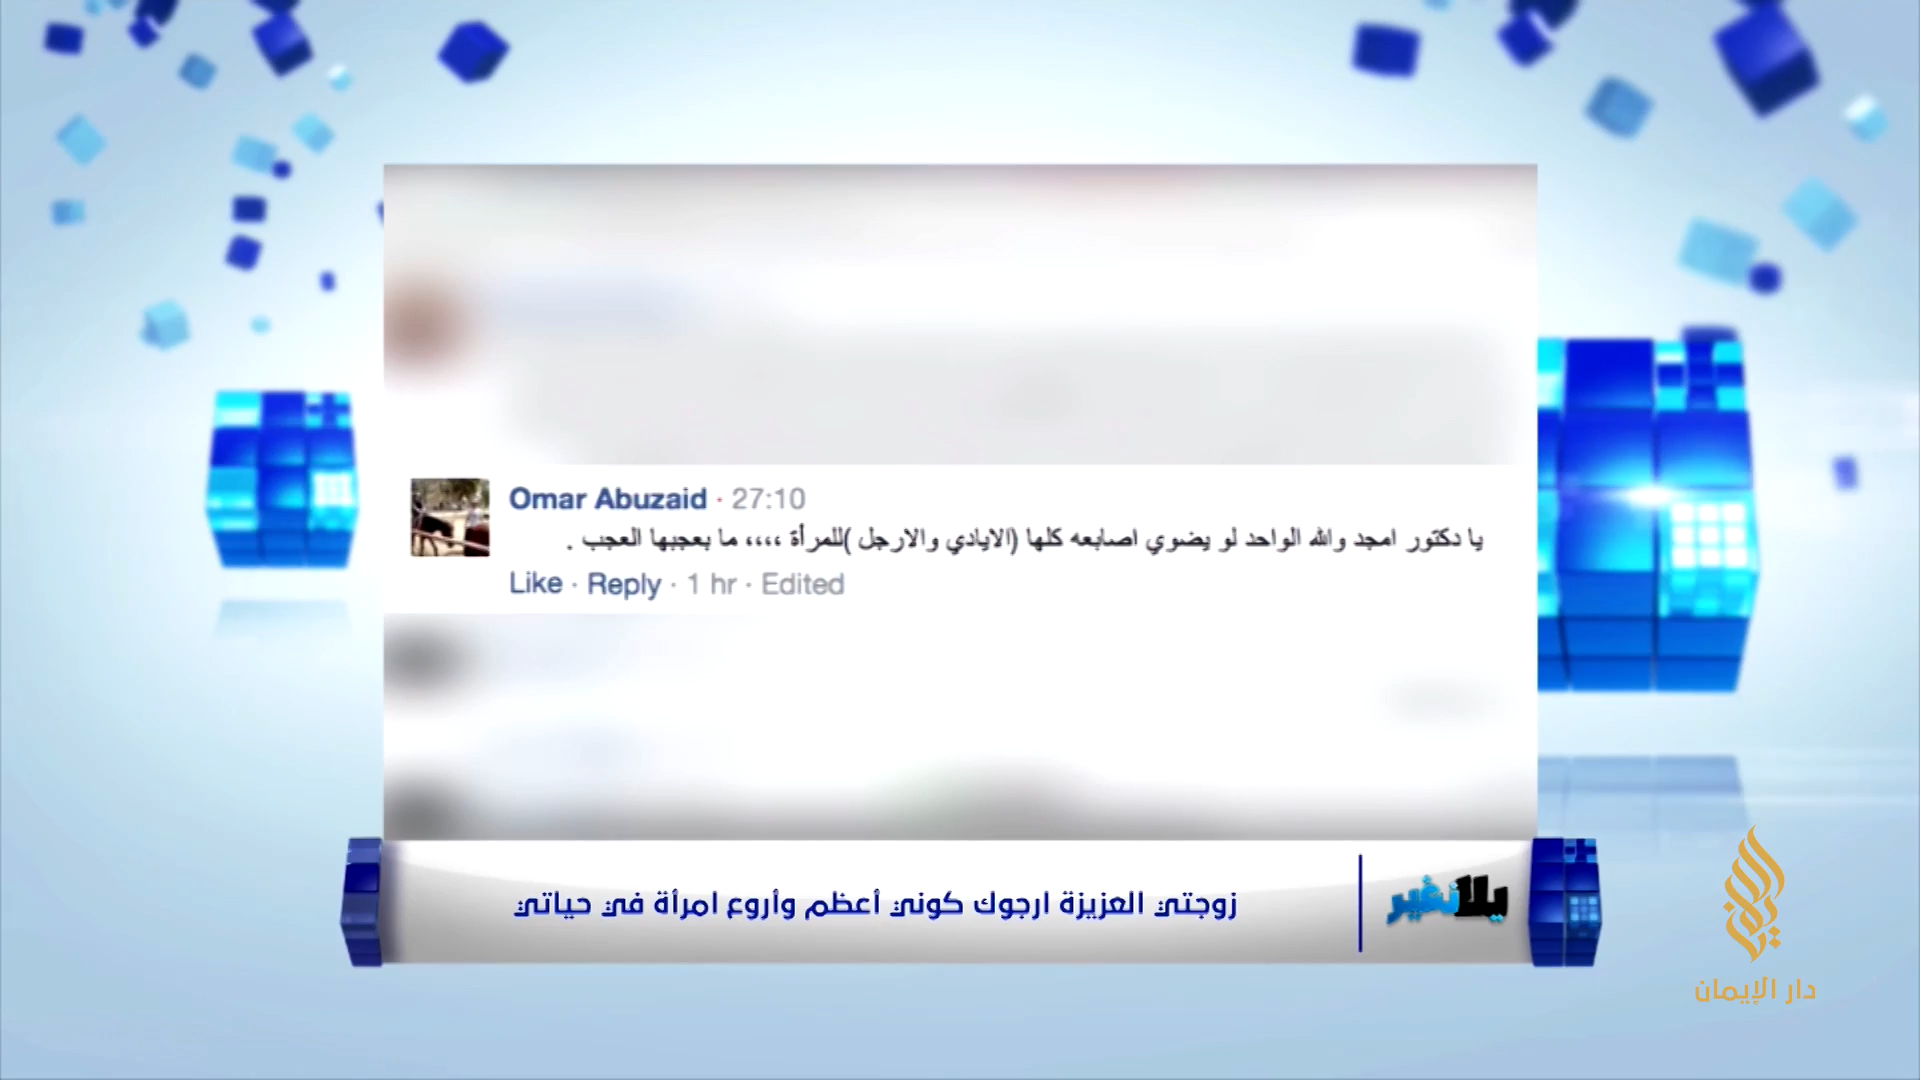 Omar Abuzaid · 27:10
يا دكتور امجد والله الواحد لو يضوي اصابعه كلها (الايادي والارجل )للمرأة ،،،، ما بعجبها العجب .
Like · Reply · 1 hr · Edited
زوجتي العزيزة ارجوك كوني أعظم وأروع امرأة في حياتي
يلا نغير
دار الإيمان